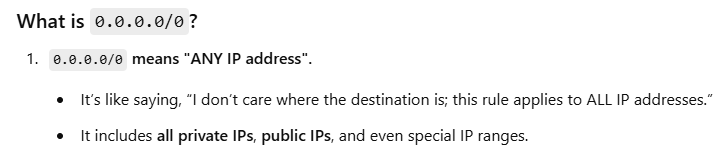 What is 0.0.0.0/0?
1. 0.0.0.0/0 means "ANY IP address".
• It's like saying, “I don't care where the destination is; this rule applies to ALL IP addresses.”
• It includes all private IPs, public IPs, and even special IP ranges.